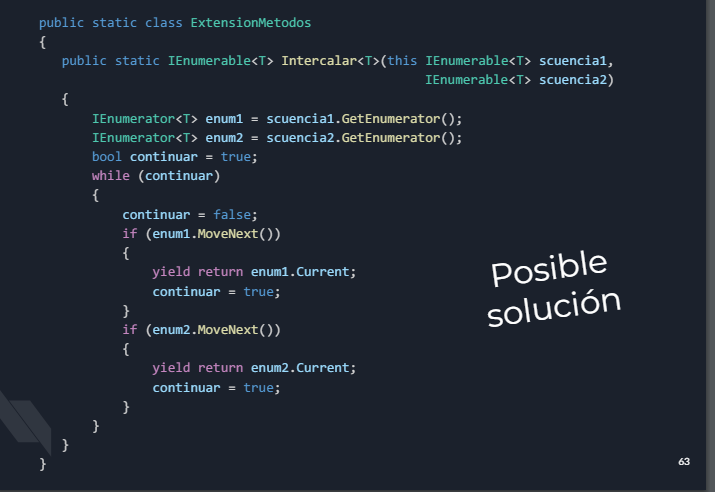 public static class ExtensionMetodos
{
public static IEnumerable<T> Intercalar<T>(this IEnumerable<T> scuencia1,
IEnumerable<T> scuencia2)
{
IEnumerator<T> enum1 = scuencia1.GetEnumerator();
IEnumerator<T> enum2 = scuencia2.GetEnumerator();
bool continuar = true;
while (continuar)
{
continuar = false;
if (enum1.MoveNext())
{
yield return enum1.Current;
continuar = true;
}
if (enum2.MoveNext())
{
yield return enum2.Current;
continuar = true;
}
}
}
}
Posible
solución
63